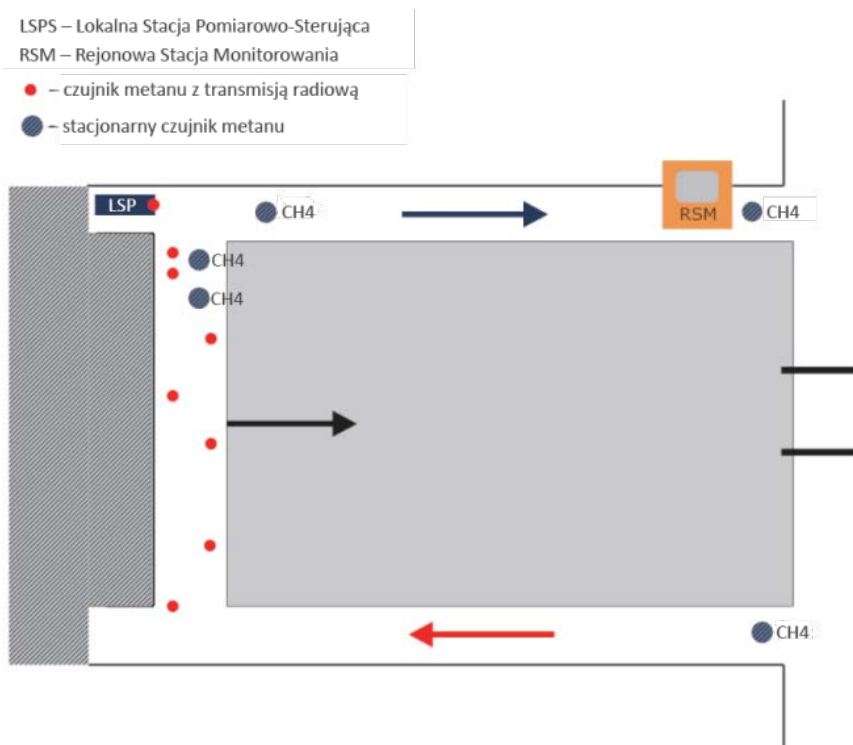 LSPS – Lokalna Stacja Pomiarowo-Sterująca
RSM – Rejonowa Stacja Monitorowania
– czujnik metanu z transmisją radiową
– stacjonarny czujnik metanu
LSP
CH4
RSM
CH4
CH4
CH4
CH4